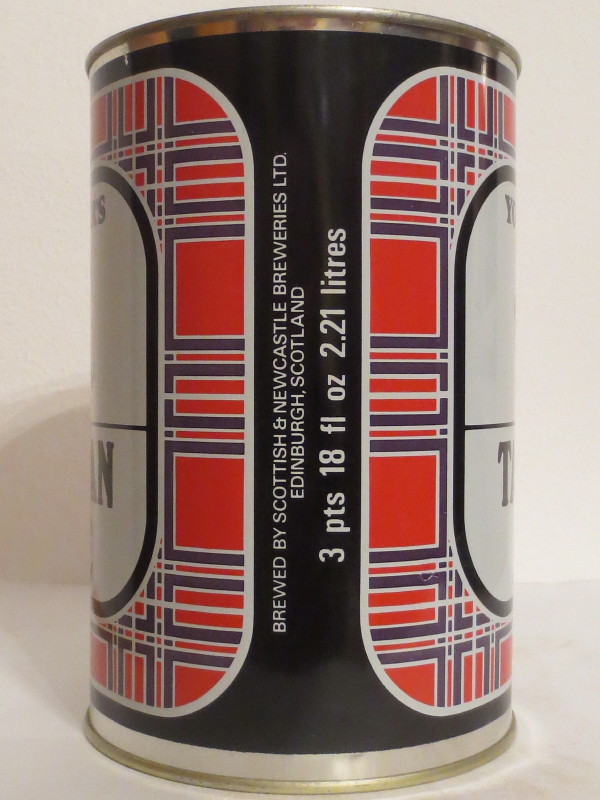 BREWED BY SCOTTISH & NEWCASTLE BREWERIES LTD.
EDINBURGH, SCOTLAND
3 pts 18 fl oz 2.21 litres